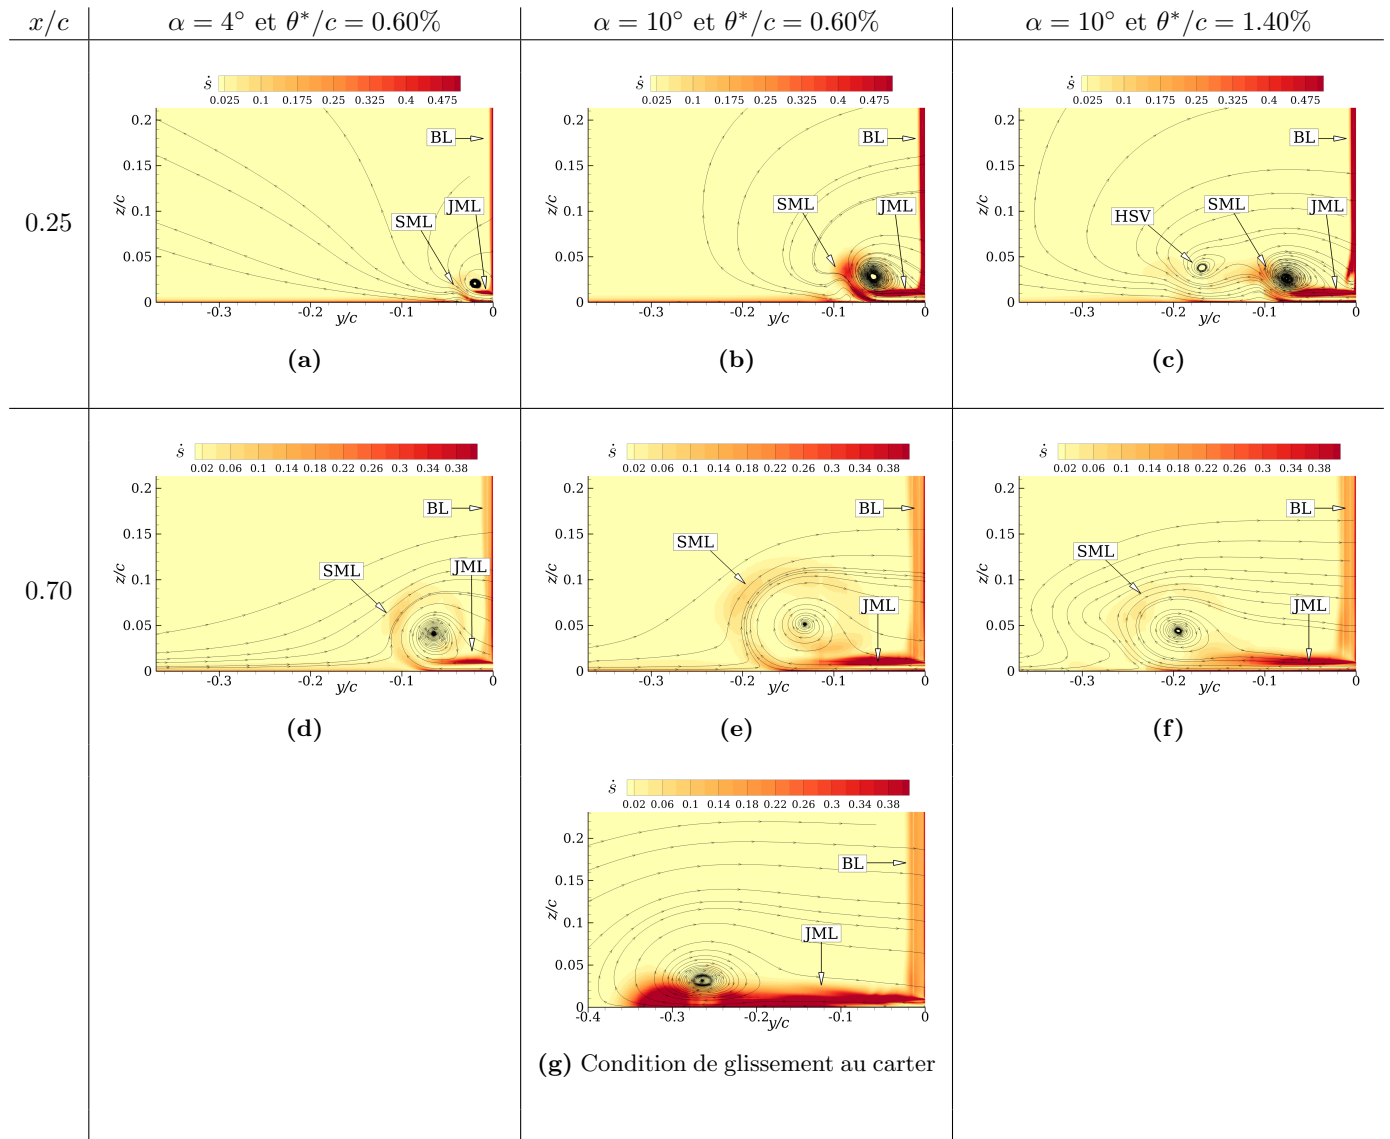 x/c α = 4° et θ*/c = 0.60% α = 10° et θ*/c = 0.60% α = 10° et θ*/c = 1.40%
0.25
ṡ
0.025 0.1 0.175 0.25 0.325 0.4 0.475
z/c
0.2
0.15
0.1
0.05
0
BL
JML
SML
-0.3 -0.2 -0.1 0
y/c
(a)
ṡ
0.025 0.1 0.175 0.25 0.325 0.4 0.475
z/c
0.2
0.15
0.1
0.05
0
BL
SML JML
-0.3 -0.2 -0.1 0
y/c
(b)
ṡ
0.025 0.1 0.175 0.25 0.325 0.4 0.475
z/c
0.2
0.15
0.1
0.05
0
BL
HSV SML JML
-0.3 -0.2 -0.1 0
y/c
(c)
0.70
ṡ
0.02 0.06 0.1 0.14 0.18 0.22 0.26 0.3 0.34 0.38
z/c
0.2
0.15
0.1
0.05
0
BL
SML JML
-0.3 -0.2 -0.1 0
y/c
(d)
ṡ
0.02 0.06 0.1 0.14 0.18 0.22 0.26 0.3 0.34 0.38
z/c
0.2
0.15
0.1
0.05
0
BL
SML
JML
-0.3 -0.2 -0.1 0
y/c
(e)
ṡ
0.02 0.06 0.1 0.14 0.18 0.22 0.26 0.3 0.34 0.38
z/c
0.2
0.15
0.1
0.05
0
BL
SML
JML
-0.3 -0.2 -0.1 0
y/c
(f)
ṡ
0.02 0.06 0.1 0.14 0.18 0.22 0.26 0.3 0.34 0.38
z/c
0.2
0.15
0.1
0.05
0
BL
JML
-0.4 -0.3 -0.2 -0.1 0
y/c
(g) Condition de glissement au carter